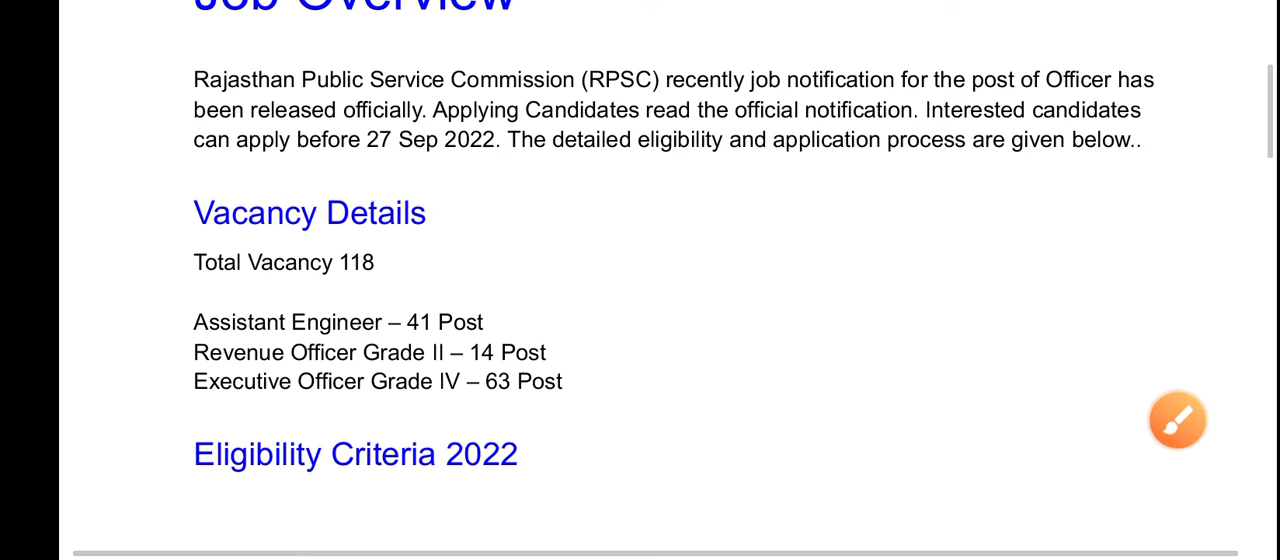 Job Overview
Rajasthan Public Service Commission (RPSC) recently job notification for the post of Officer has
been released officially. Applying Candidates read the official notification. Interested candidates
can apply before 27 Sep 2022. The detailed eligibility and application process are given below..
Vacancy Details
Total Vacancy 118
Assistant Engineer – 41 Post
Revenue Officer Grade II – 14 Post
Executive Officer Grade IV – 63 Post
Eligibility Criteria 2022